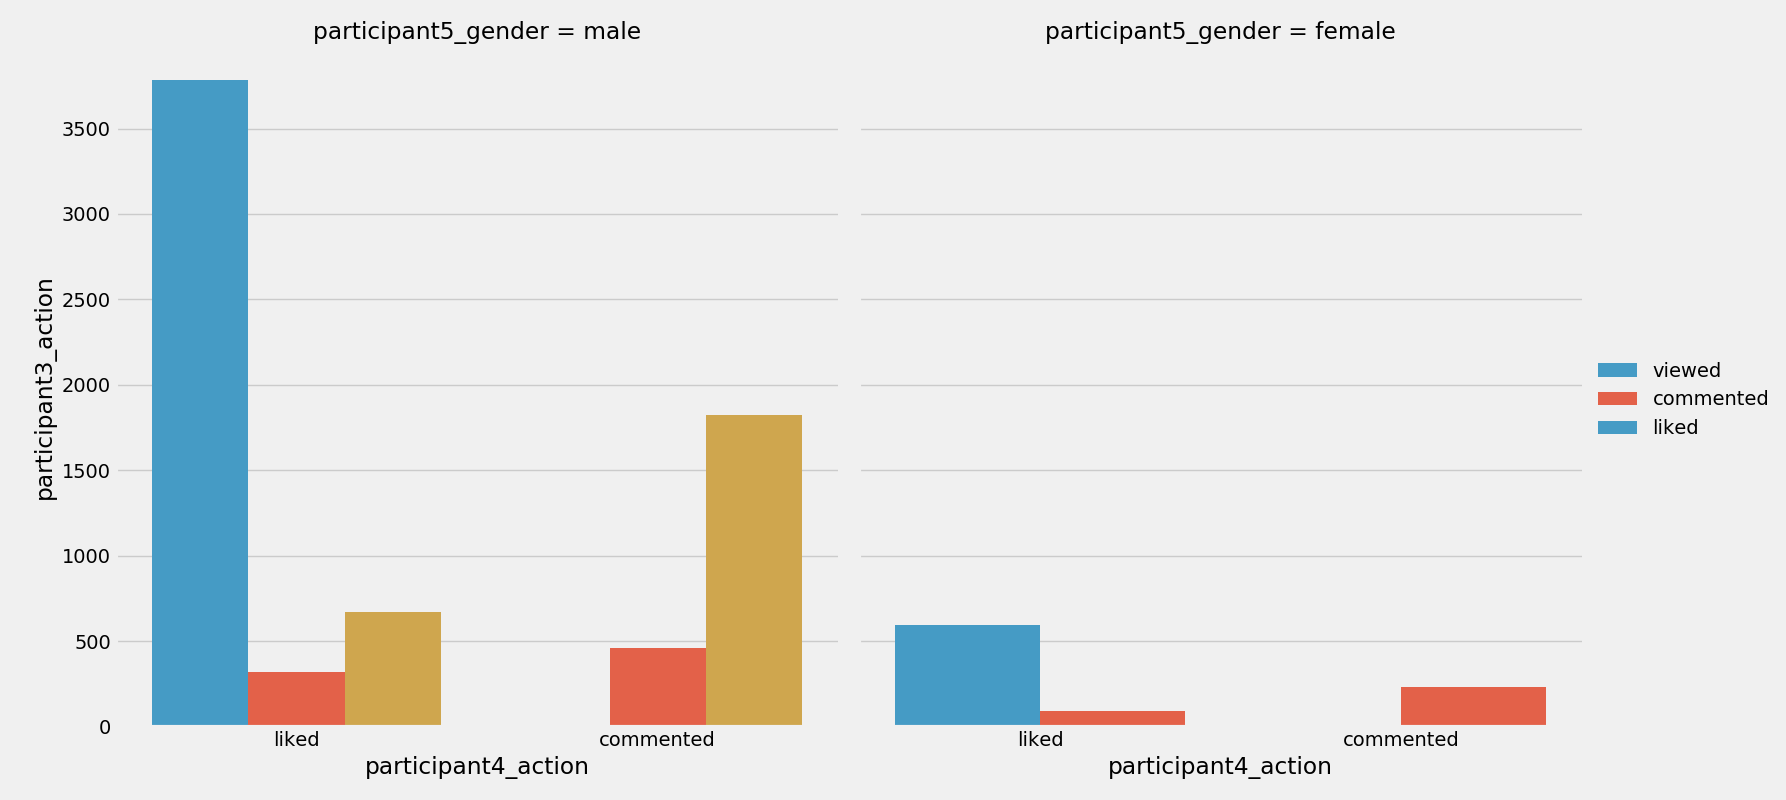 participant5_gender = male
participant5_gender = female
participant3_action
3500
3000
2500
2000
1500
1000
500
0
liked
commented
liked
commented
participant4_action
participant4_action
viewed
commented
liked